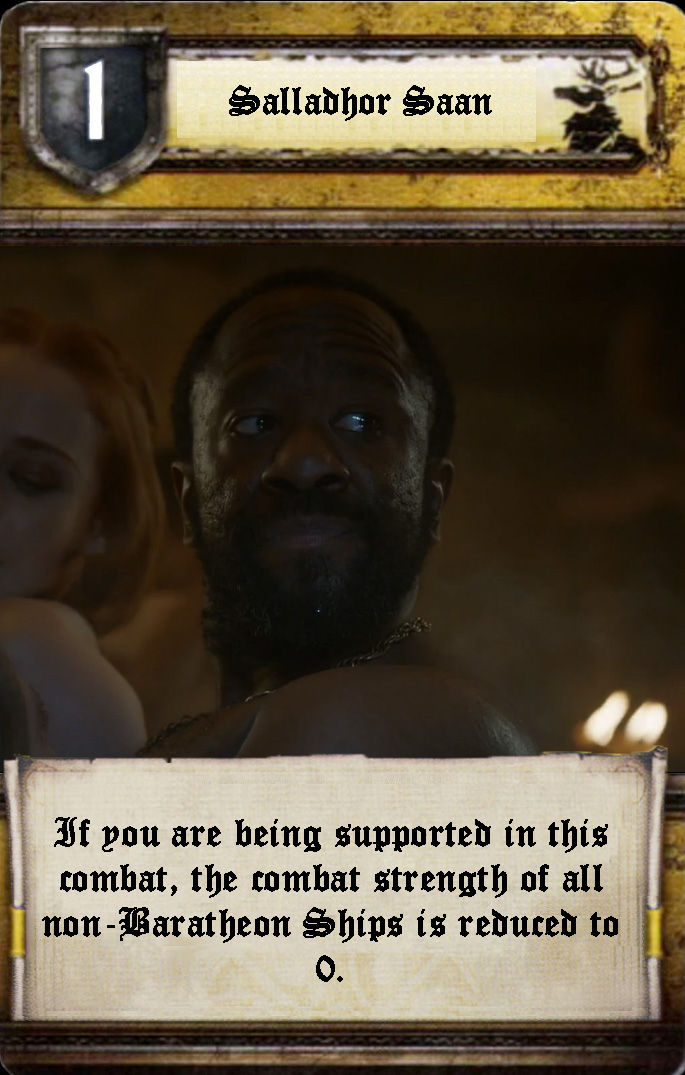 1
Salladhor Saan
If you are being supported in this
combat, the combat strength of all
non-Baratheon Ships is reduced to
0.